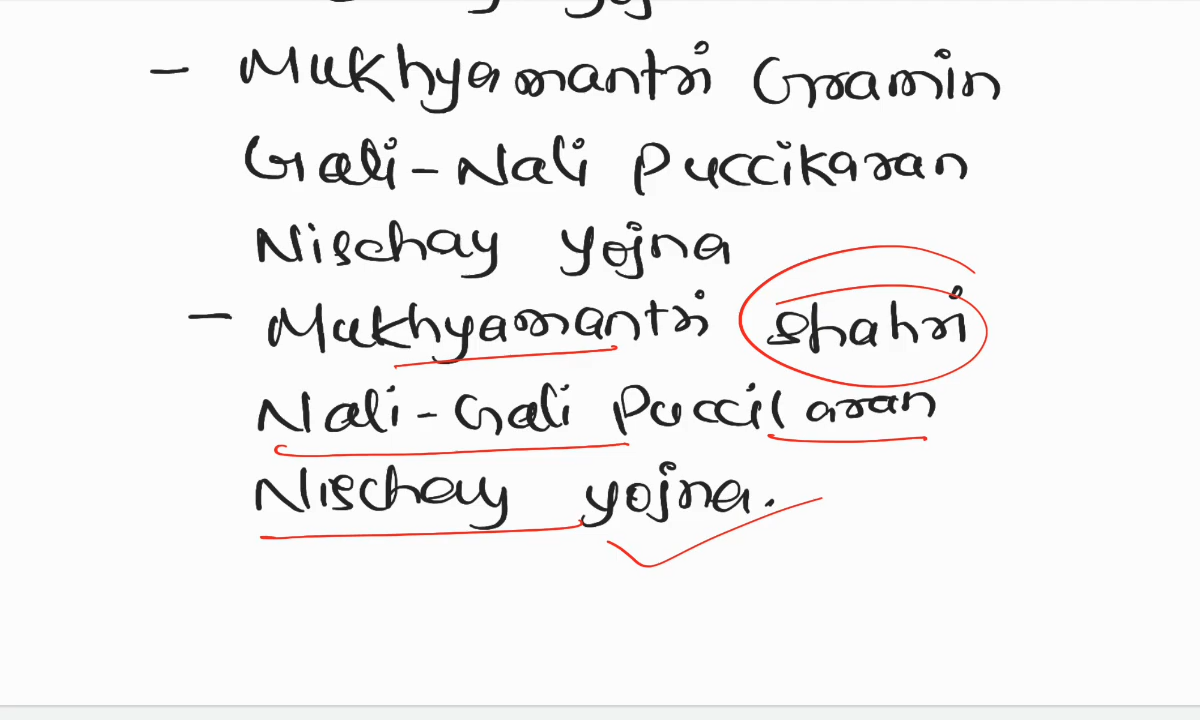 - Mukhyamantri Gramin
Gali-Nali Puccikaran
Nischay Yojna
- Mukhyamantri Shahri
Nali-Gali Puccikaran
Nischay yojna.